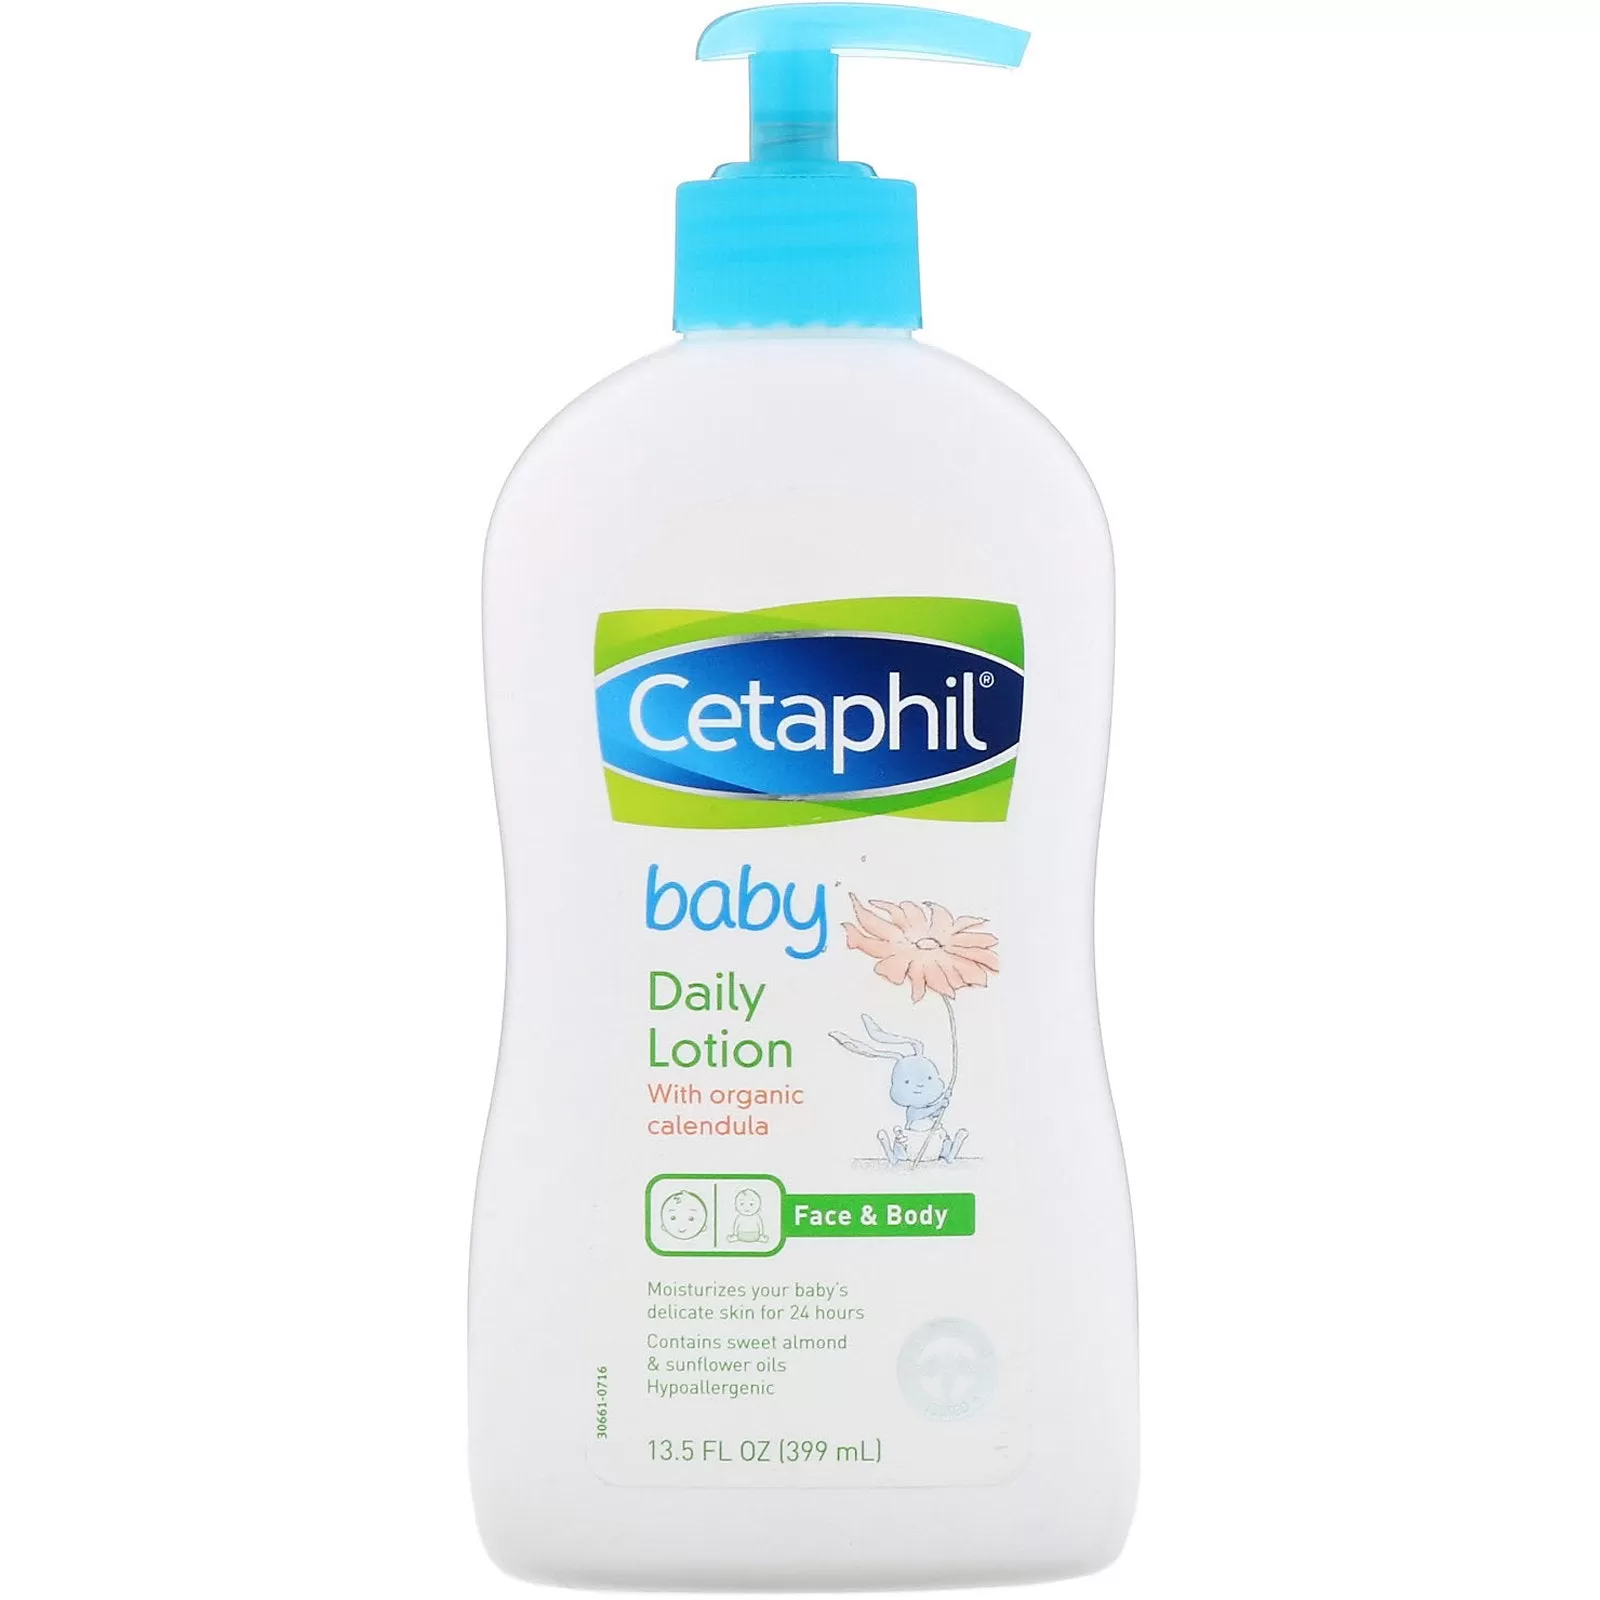 Cetaphil®
baby
Daily
Lotion
With organic
calendula
Face & Body
Moisturizes your baby's
delicate skin for 24 hours
Contains sweet almond
& sunflower oils
Hypoallergenic
30661-0716
13.5 FL OZ (399 mL)